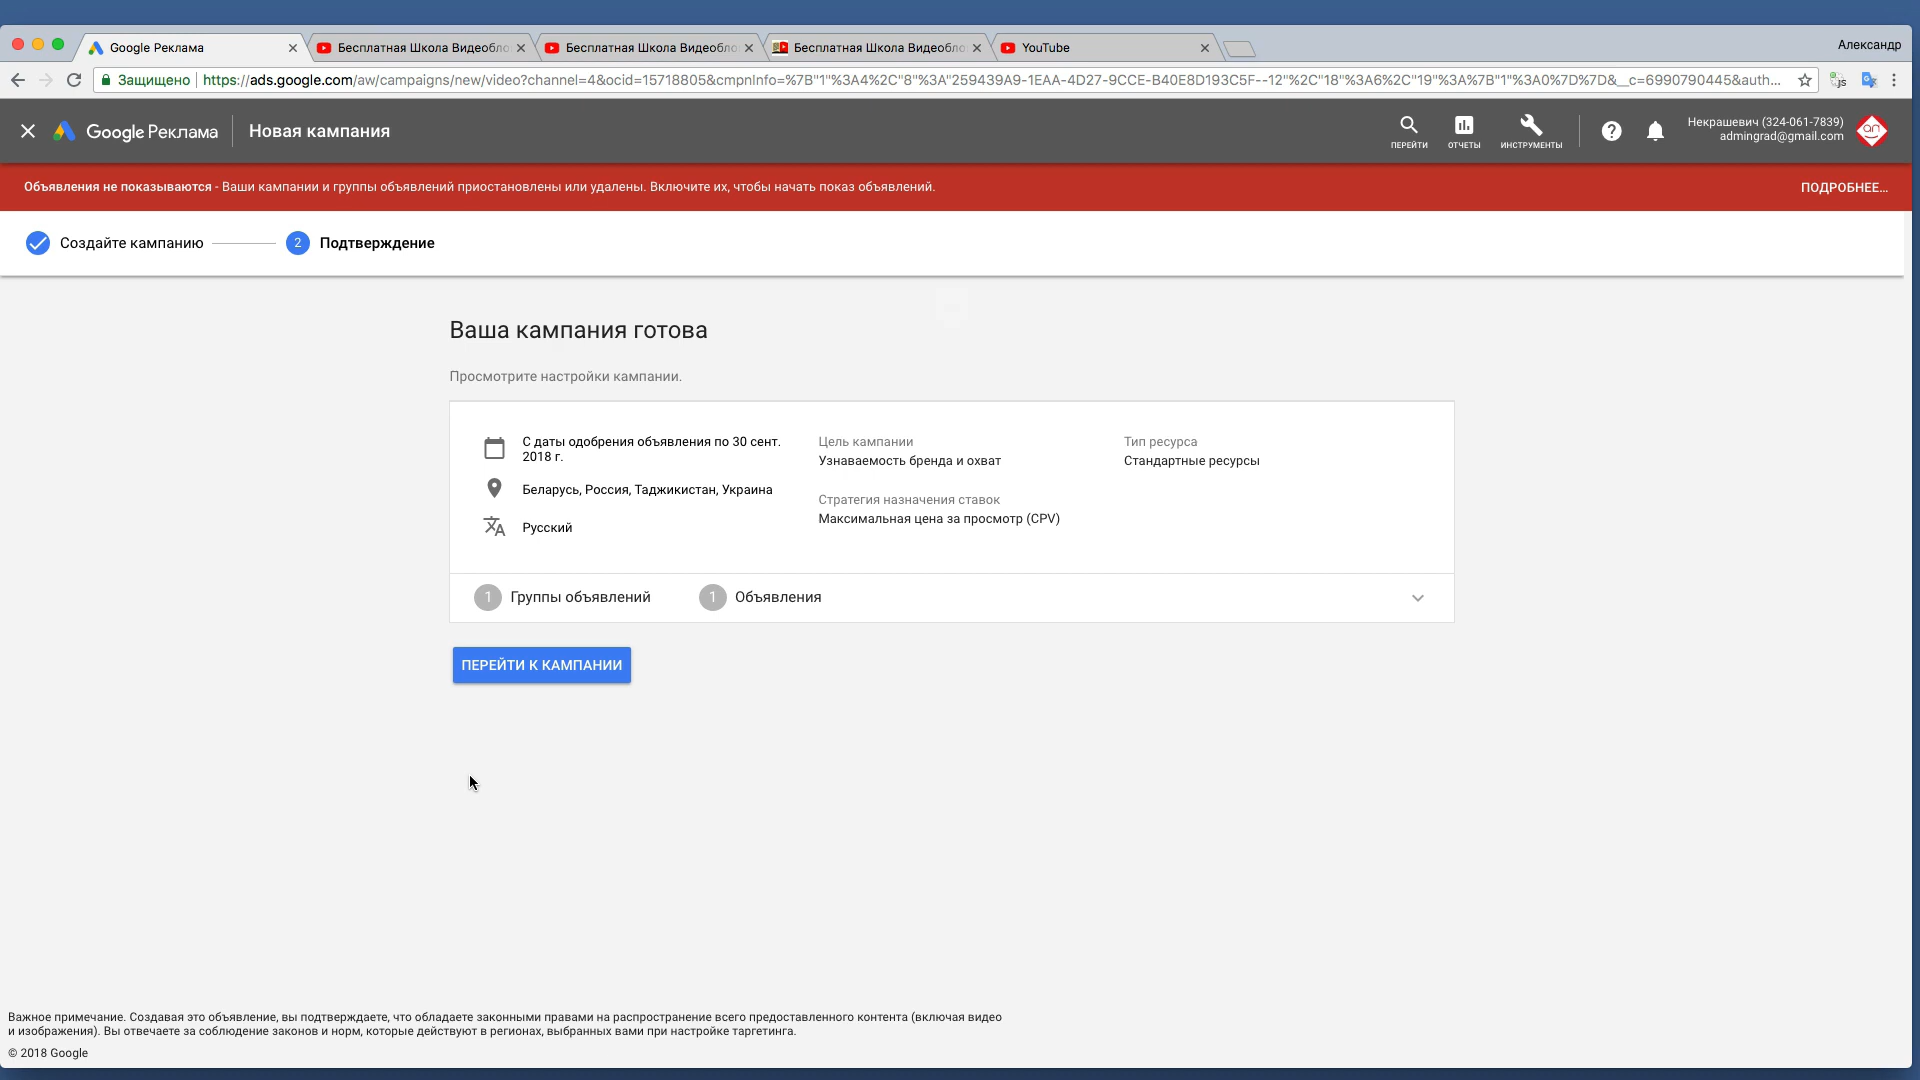 Google Реклама
Бесплатная Школа Видеобло
Бесплатная Школа Видеобло
Бесплатная Школа Видеобло
YouTube
Александр
Защищено
https://ads.google.com/aw/campaigns/new/video?channel=4&ocid=15718805&cmpnInfo=%7B"1"%3A4%2C"8"%3A"259439A9-1EAA-4D27-9CCE-B40E8D193C5F--12"%2C"18"%3A6%2C"19"%3A%7B"1"%3A0%7D%7D&__c=6990790445&auth...
Google Реклама
Новая кампания
ПЕРЕЙТИ
ОТЧЕТЫ
ИНСТРУМЕНТЫ
Некрашевич (324-061-7839)
admingrad@gmail.com
Объявления не показываются - Ваши кампании и группы объявлений приостановлены или удалены. Включите их, чтобы начать показ объявлений.
ПОДРОБНЕЕ...
Создайте кампанию
2 Подтверждение
Ваша кампания готова
Просмотрите настройки кампании.
С даты одобрения объявления по 30 сент.
2018 г.
Беларусь, Россия, Таджикистан, Украина
Русский
Цель кампании
Узнаваемость бренда и охват
Стратегия назначения ставок
Максимальная цена за просмотр (CPV)
Тип ресурса
Стандартные ресурсы
1 Группы объявлений
1 Объявления
ПЕРЕЙТИ К КАМПАНИИ
Важное примечание. Создавая это объявление, вы подтверждаете, что обладаете законными правами на распространение всего предоставленного контента (включая видео
и изображения). Вы отвечаете за соблюдение законов и норм, которые действуют в регионах, выбранных вами при настройке таргетинга.
© 2018 Google